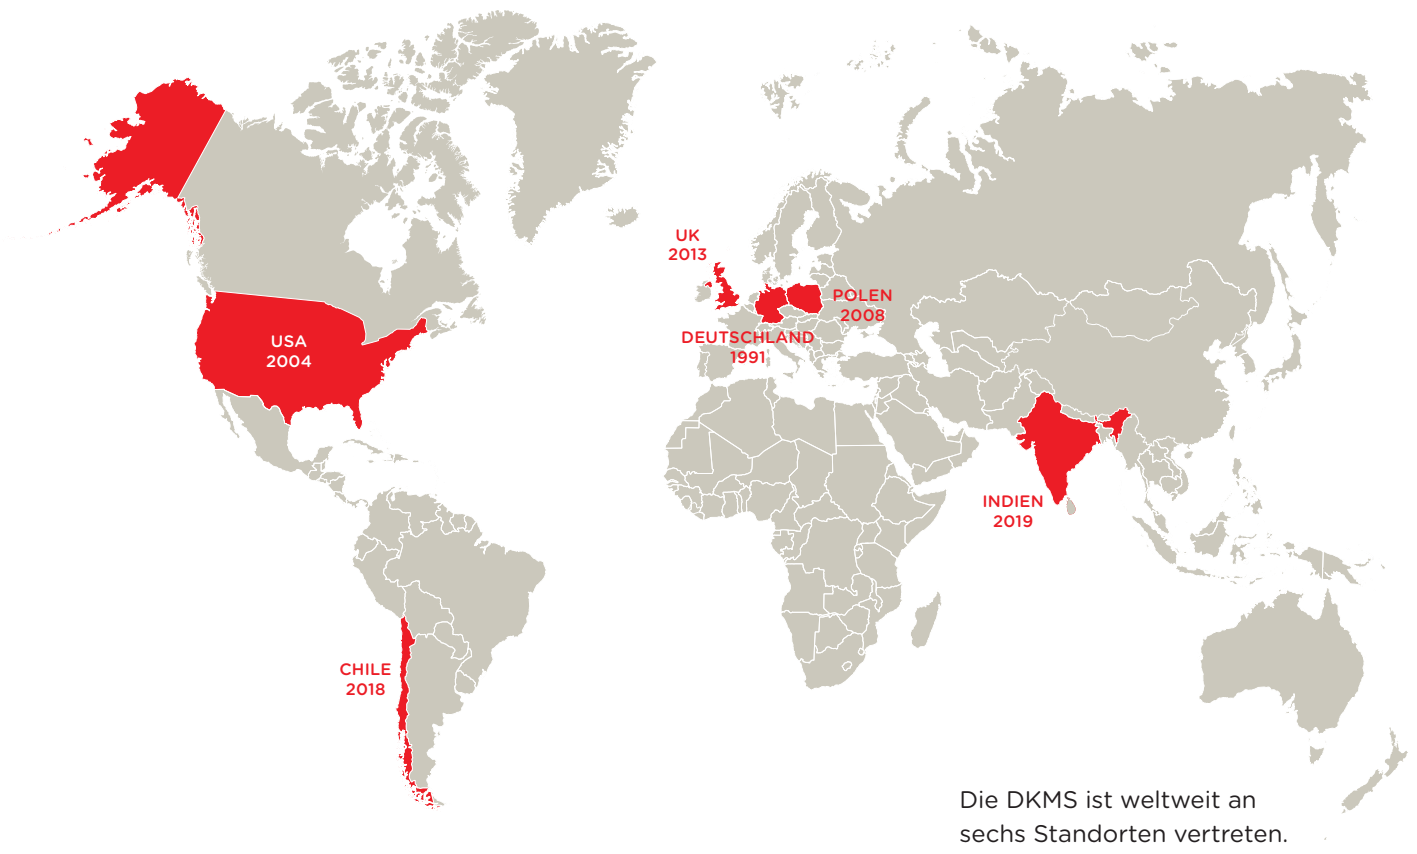 UK
2013
POLEN
2008
DEUTSCHLAND
1991
USA
2004
INDIEN
2019
CHILE
2018
Die DKMS ist weltweit an
sechs Standorten vertreten.